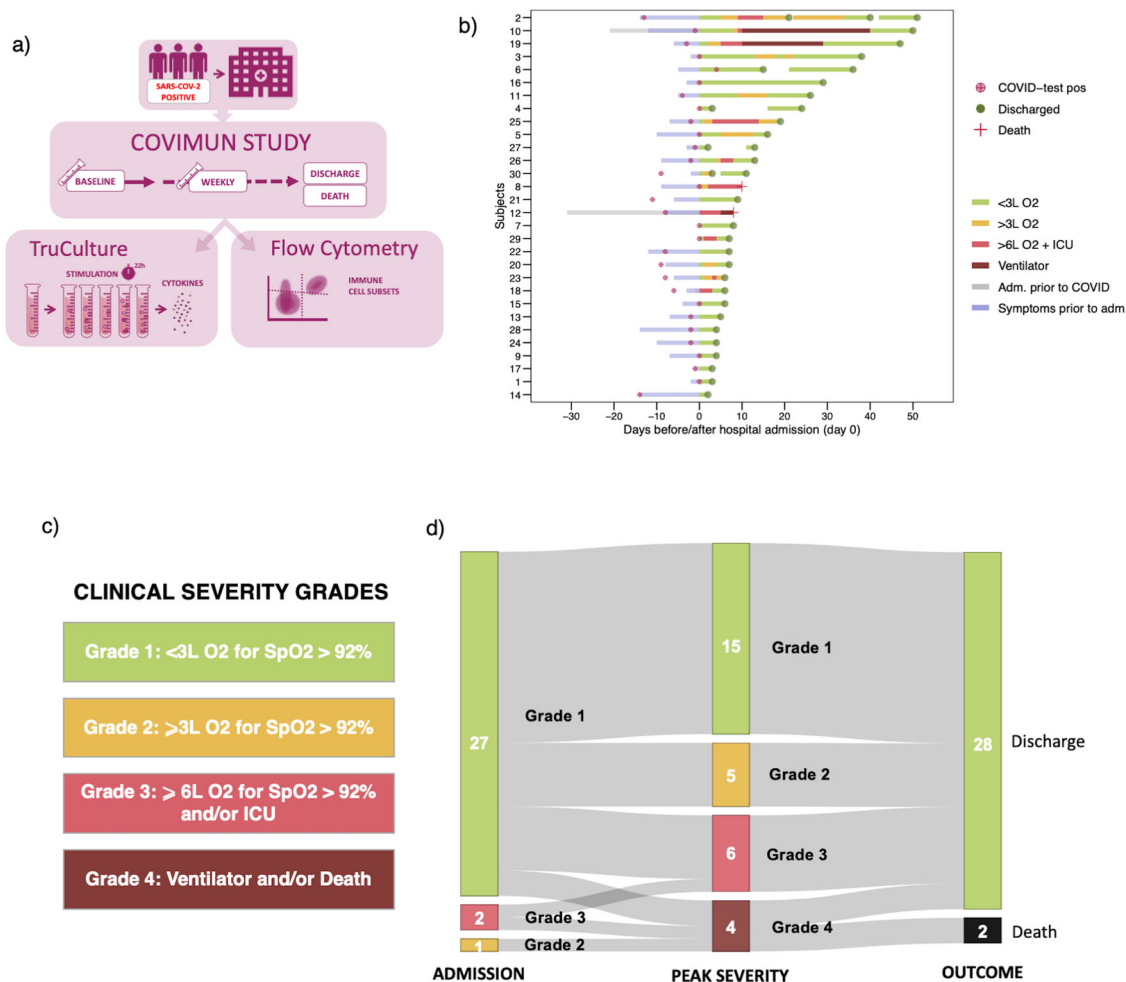 a)
SARS-COV-2
POSITIVE
COVIMUN STUDY
BASELINE
WEEKLY
DISCHARGE
DEATH
TruCulture
STIMULATION
22h
CYTOKINES
Flow Cytometry
IMMUNE
CELL SUBSETS
b)
Subjects
2
10
19
3
6
16
11
4
25
5
27
26
30
8
21
12
7
29
22
20
23
18
15
13
28
24
9
17
1
14
−30 −20 −10 0 10 20 30 40 50
Days before/after hospital admission (day 0)
COVID−test pos
Discharged
Death
<3L O2
>3L O2
>6L O2 + ICU
Ventilator
Adm. prior to COVID
Symptoms prior to adm
c)
CLINICAL SEVERITY GRADES
Grade 1: <3L O2 for SpO2 > 92%
Grade 2: ⩾3L O2 for SpO2 > 92%
Grade 3: ⩾ 6L O2 for SpO2 > 92%
and/or ICU
Grade 4: Ventilator and/or Death
d)
27
Grade 1
2
Grade 3
1
Grade 2
ADMISSION
15
Grade 1
5
Grade 2
6
Grade 3
4
Grade 4
PEAK SEVERITY
28
Discharge
2
Death
OUTCOME